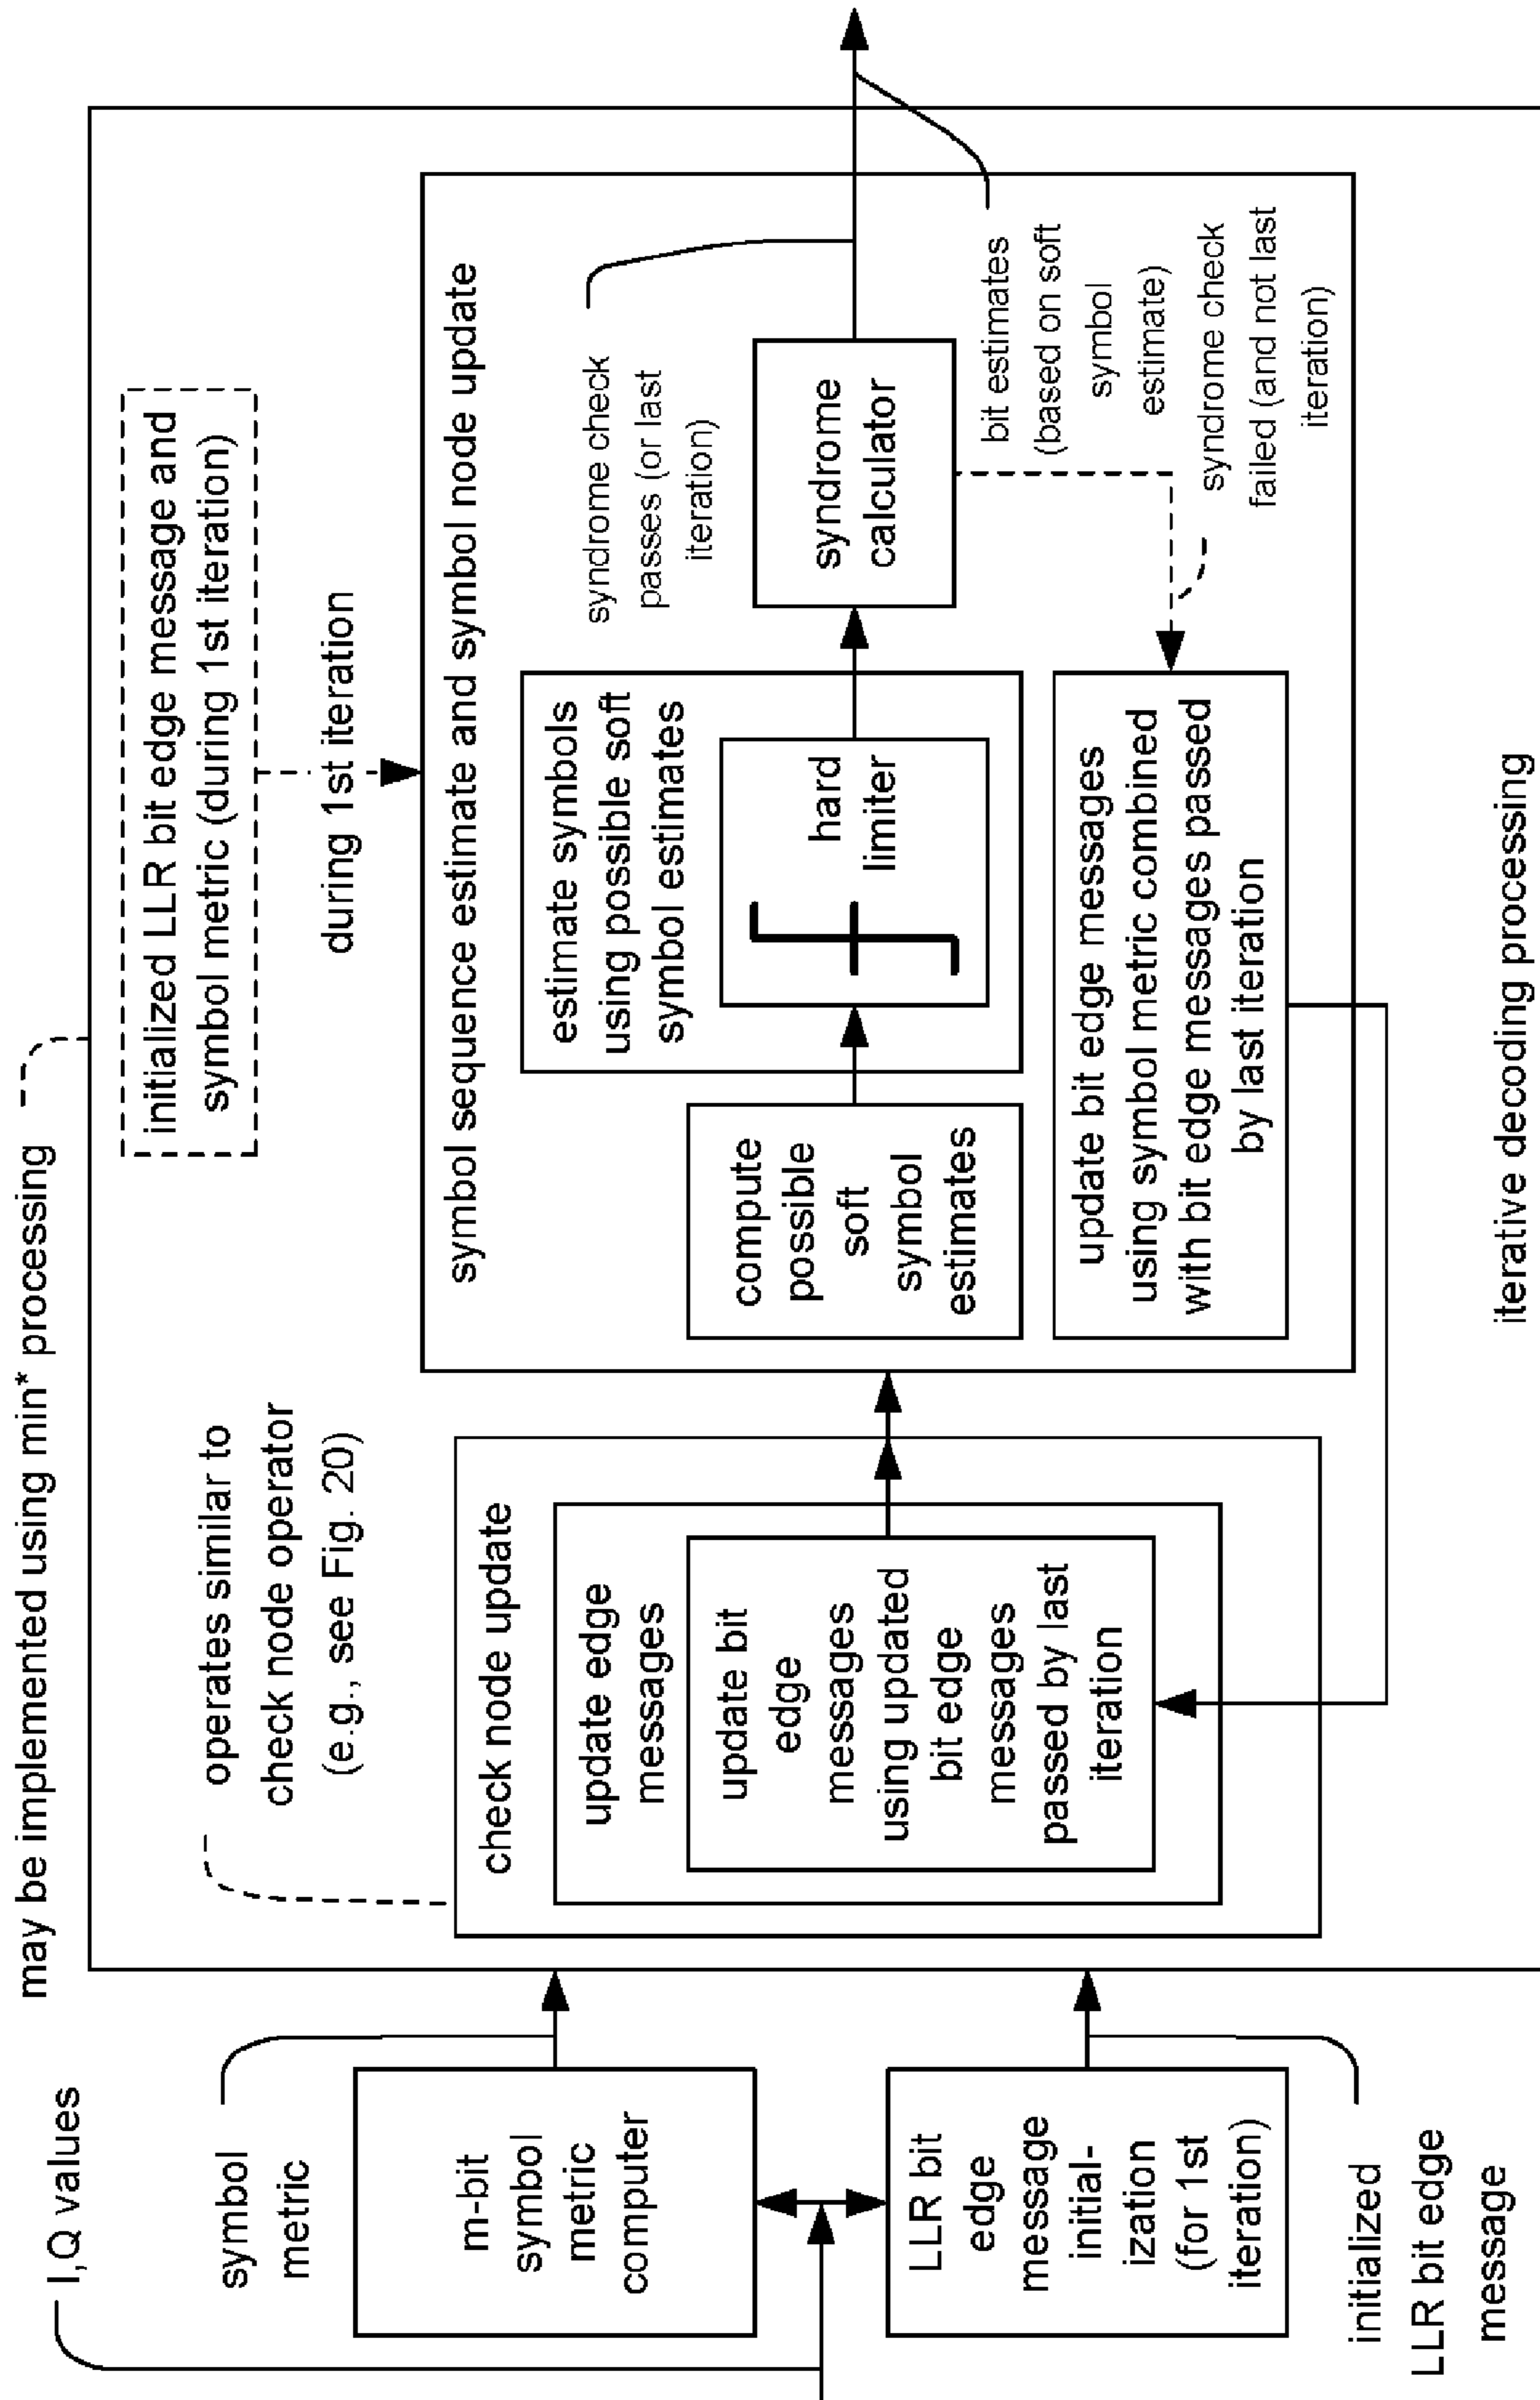 may be implemented using min* processing
I,Q values
symbol
metric
m-bit
symbol
metric
computer
LLR bit
edge
message
initial-
ization
(for 1st
iteration)
initialized
LLR bit edge
message
operates similar to
check node operator
(e.g., see Fig. 20)
check node update
update edge
messages
update bit
edge
messages
using updated
bit edge
messages
passed by last
iteration
initialized LLR bit edge message and
symbol metric (during 1st iteration)
during 1st iteration
symbol sequence estimate and symbol node update
compute
possible
soft
symbol
estimates
estimate symbols
using possible soft
symbol estimates
hard
limiter
syndrome check
passes (or last
iteration)
syndrome
calculator
bit estimates
(based on soft
symbol
estimate)
syndrome check
failed (and not last
iteration)
update bit edge messages
using symbol metric combined
with bit edge messages passed
by last iteration
iterative decoding processing